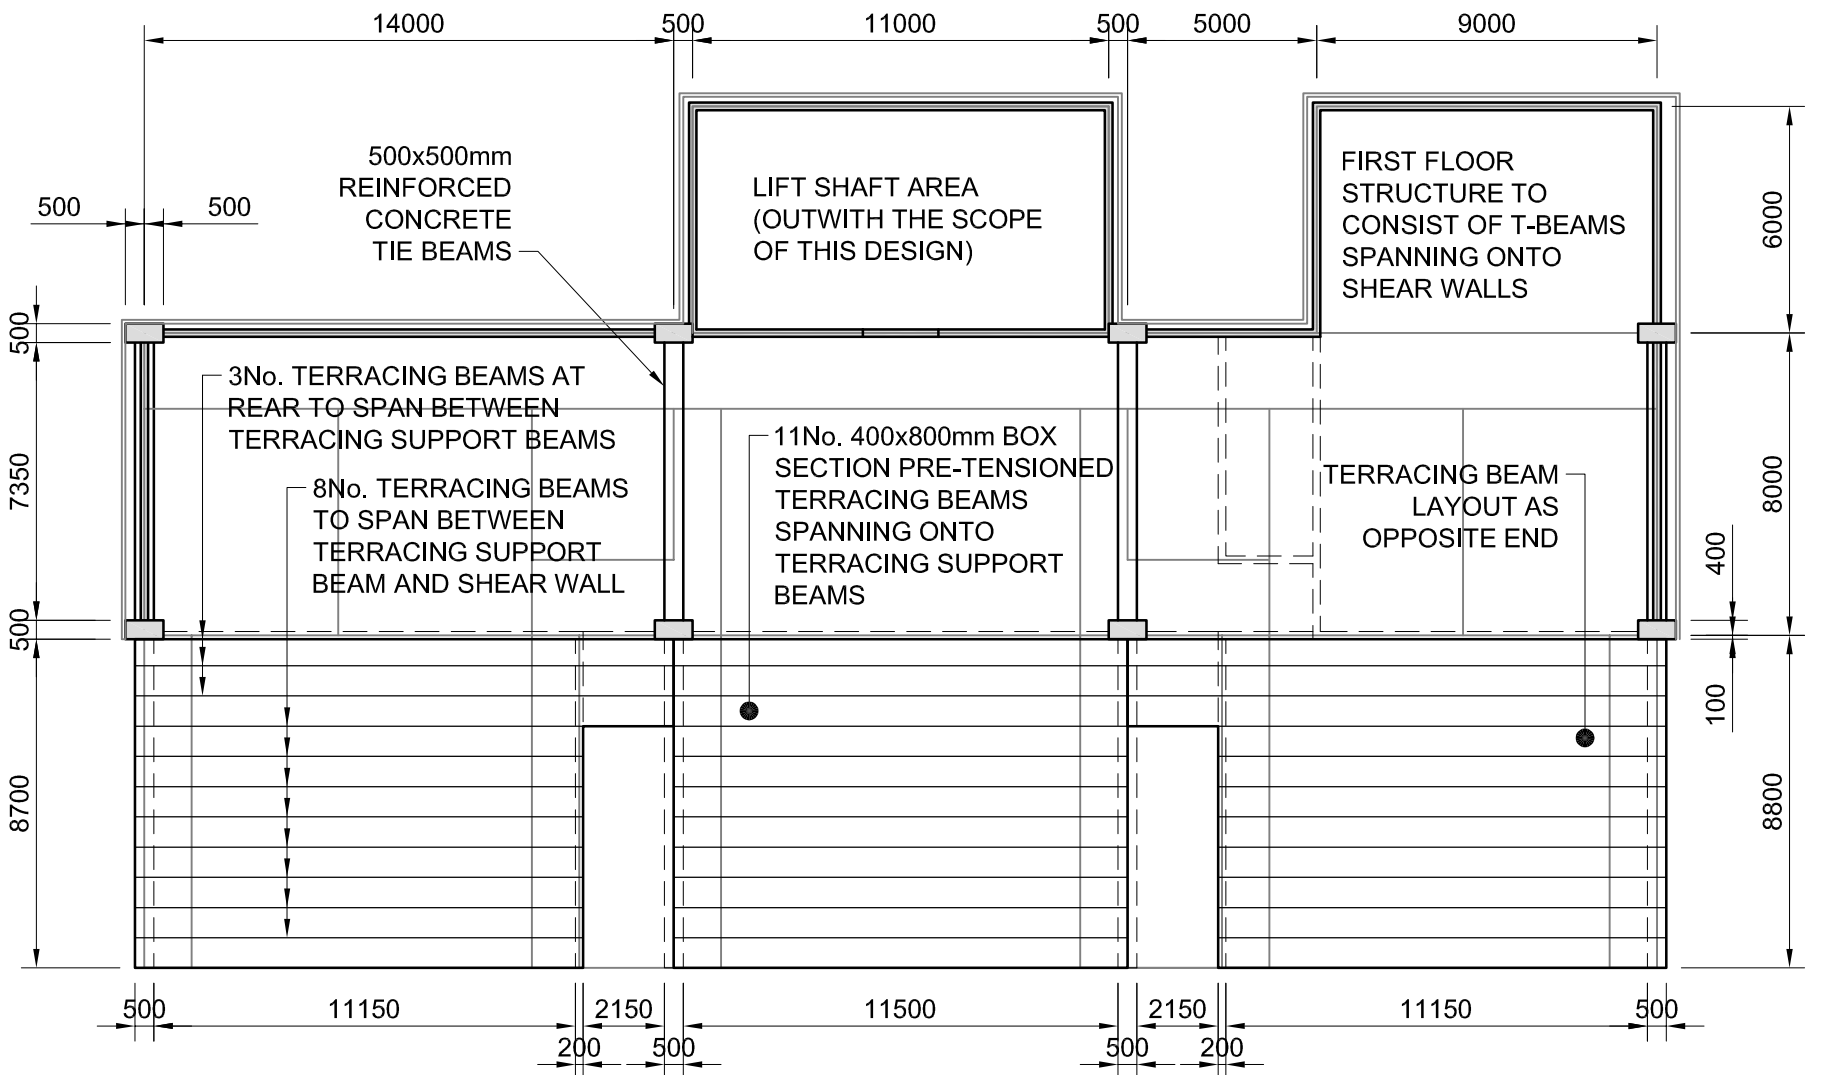 14000
500
11000
500
5000
9000
500x500mm
REINFORCED
CONCRETE
TIE BEAMS
LIFT SHAFT AREA
(OUTWITH THE SCOPE
OF THIS DESIGN)
FIRST FLOOR
STRUCTURE TO
CONSIST OF T-BEAMS
SPANNING ONTO
SHEAR WALLS
500
500
6000
500
7350
500
8700
3No. TERRACING BEAMS AT
REAR TO SPAN BETWEEN
TERRACING SUPPORT BEAMS
8No. TERRACING BEAMS
TO SPAN BETWEEN
TERRACING SUPPORT
BEAM AND SHEAR WALL
11No. 400x800mm BOX
SECTION PRE-TENSIONED
TERRACING BEAMS
SPANNING ONTO
TERRACING SUPPORT
BEAMS
TERRACING BEAM
LAYOUT AS
OPPOSITE END
8000
400
100
8800
500
11150
2150
11500
2150
11150
500
200
500
500
200